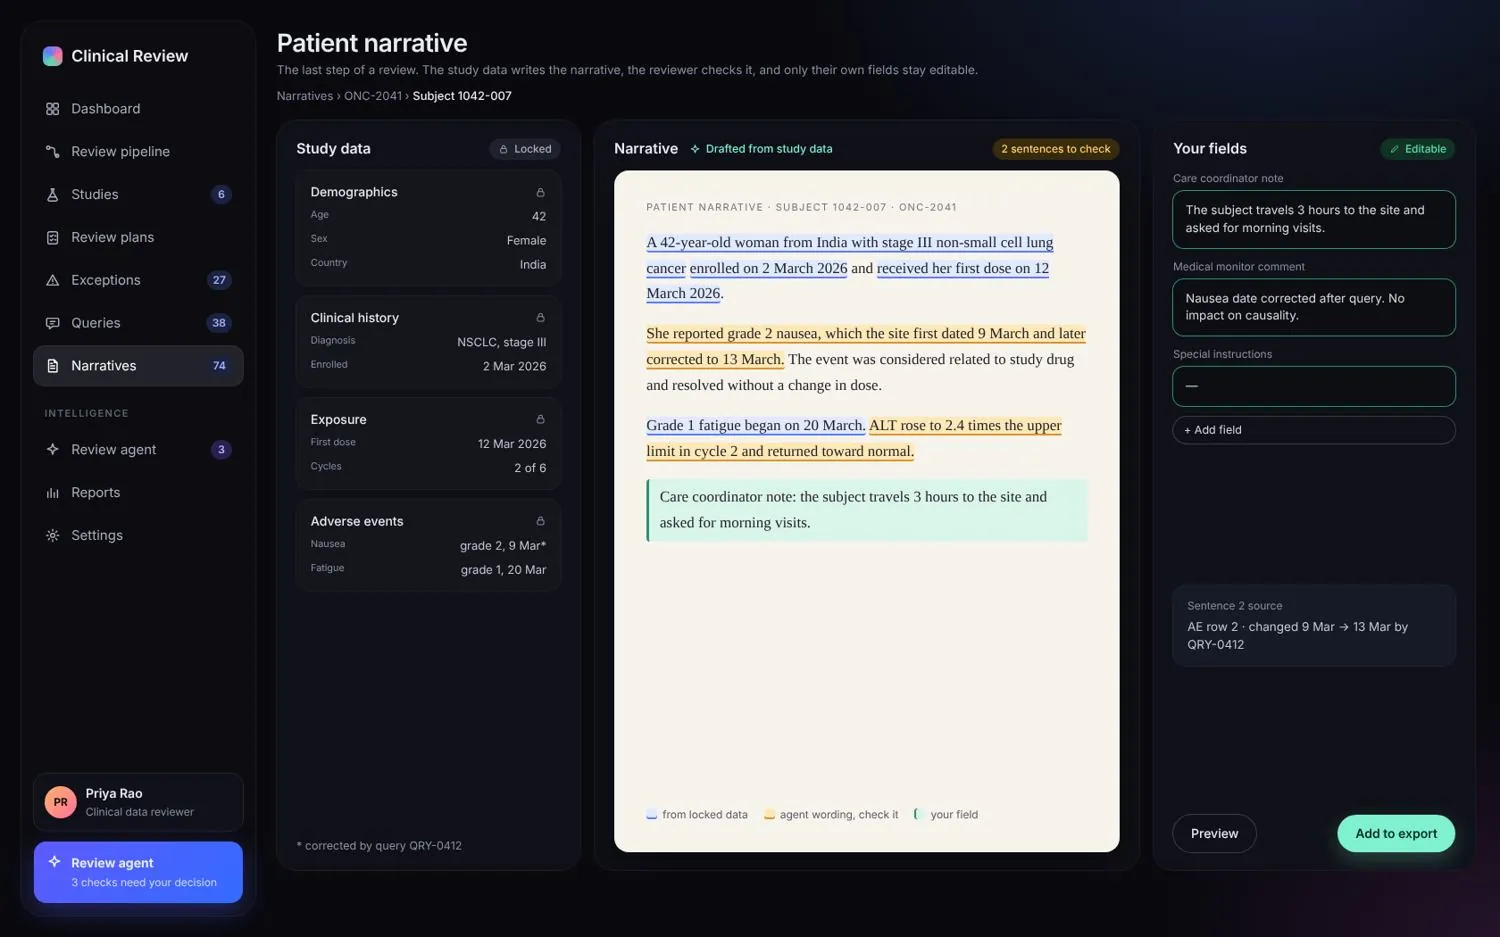 Clinical Review
Dashboard
Review pipeline
Studies 6
Review plans
Exceptions 27
Queries 38
Narratives 74
INTELLIGENCE
Review agent 3
Reports
Settings
PR
Priya Rao
Clinical data reviewer
Review agent
3 checks need your decision
Patient narrative
The last step of a review. The study data writes the narrative, the reviewer checks it, and only their own fields stay editable.
Narratives › ONC-2041 › Subject 1042-007
Study data Locked
Demographics
Age 42
Sex Female
Country India
Clinical history
Diagnosis NSCLC, stage III
Enrolled 2 Mar 2026
Exposure
First dose 12 Mar 2026
Cycles 2 of 6
Adverse events
Nausea grade 2, 9 Mar*
Fatigue grade 1, 20 Mar
* corrected by query QRY-0412
Narrative Drafted from study data 2 sentences to check
PATIENT NARRATIVE · SUBJECT 1042-007 · ONC-2041
A 42-year-old woman from India with stage III non-small cell lung
cancer enrolled on 2 March 2026 and received her first dose on 12
March 2026.
She reported grade 2 nausea, which the site first dated 9 March and later
corrected to 13 March. The event was considered related to study drug
and resolved without a change in dose.
Grade 1 fatigue began on 20 March. ALT rose to 2.4 times the upper
limit in cycle 2 and returned toward normal.
Care coordinator note: the subject travels 3 hours to the site and
asked for morning visits.
from locked data agent wording, check it your field
Your fields Editable
Care coordinator note
The subject travels 3 hours to the site and
asked for morning visits.
Medical monitor comment
Nausea date corrected after query. No
impact on causality.
Special instructions
—
+ Add field
Sentence 2 source
AE row 2 · changed 9 Mar → 13 Mar by
QRY-0412
Preview Add to export